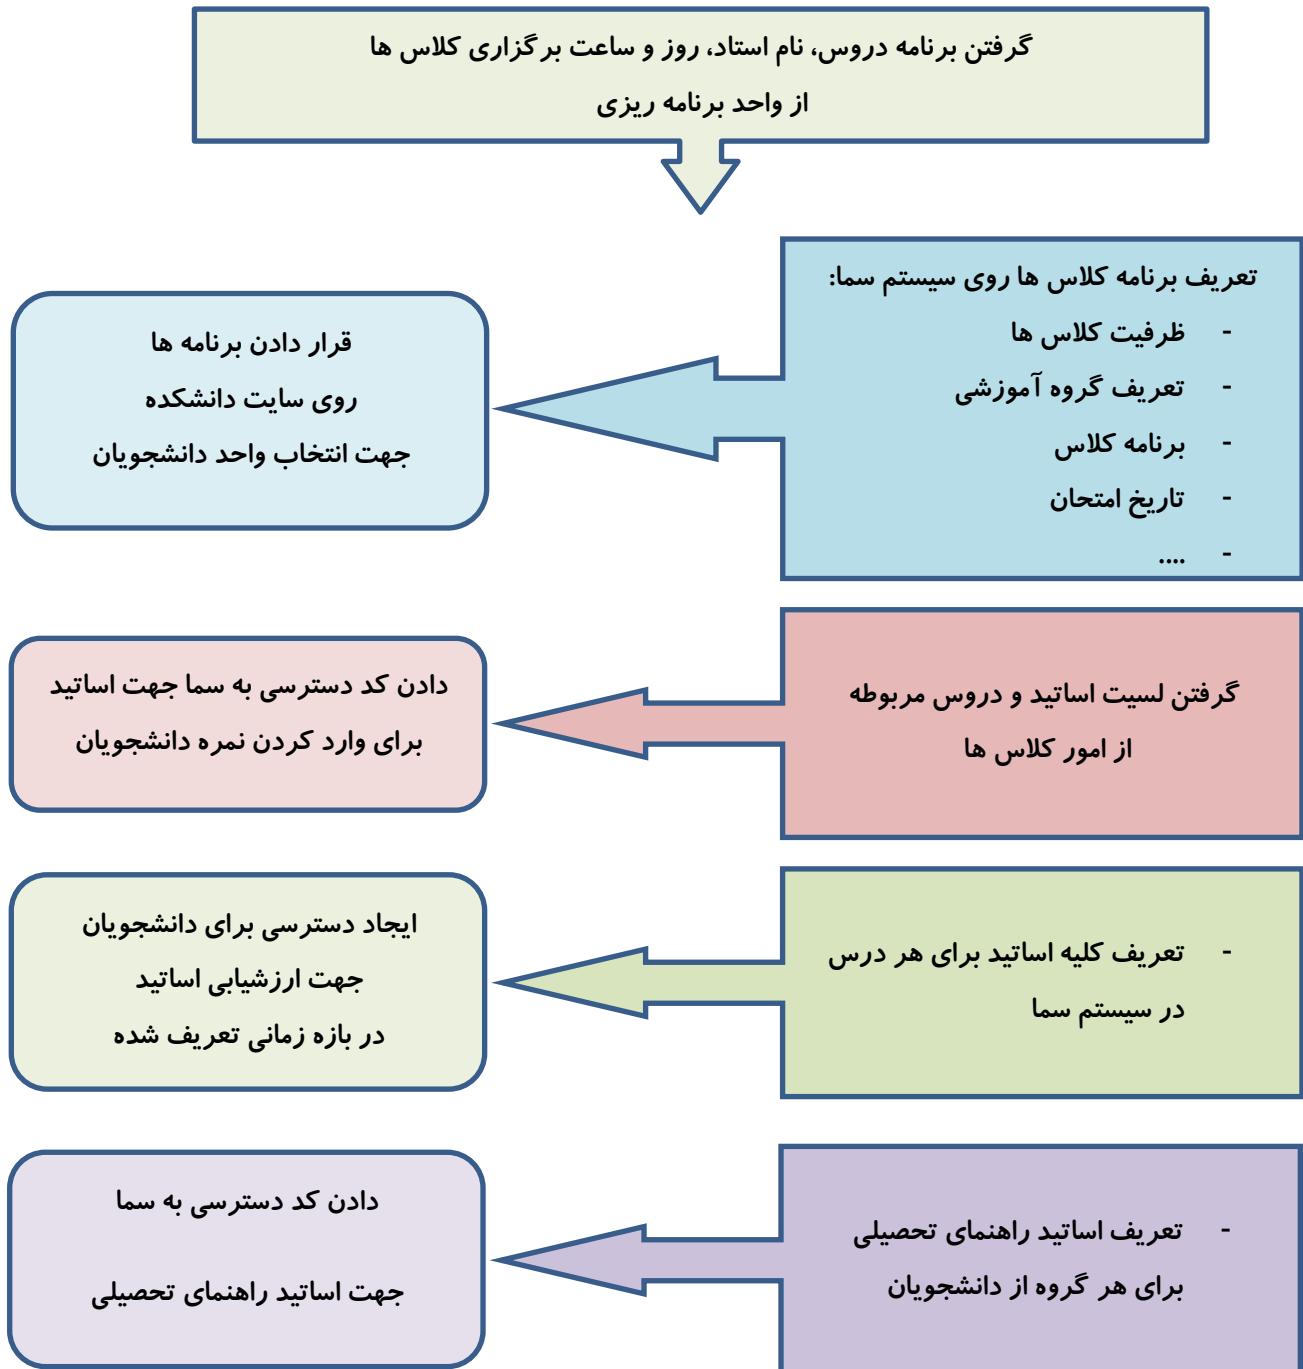 گرفتن برنامه دروس، نام استاد، روز و ساعت برگزاری کلاس ها
از واحد برنامه ریزی
تعریف برنامه کلاس ها روی سیستم سما:
- ظرفیت کلاس ها
- تعریف گروه آموزشی
- برنامه کلاس
- تاریخ امتحان
- ....
قرار دادن برنامه ها
روی سایت دانشکده
جهت انتخاب واحد دانشجویان
گرفتن لسیت اساتید و دروس مربوطه
از امور کلاس ها
دادن کد دسترسی به سما جهت اساتید
برای وارد کردن نمره دانشجویان
- تعریف کلیه اساتید برای هر درس
در سیستم سما
ایجاد دسترسی برای دانشجویان
جهت ارزشیابی اساتید
در بازه زمانی تعریف شده
- تعریف اساتید راهنمای تحصیلی
برای هر گروه از دانشجویان
دادن کد دسترسی به سما
جهت اساتید راهنمای تحصیلی